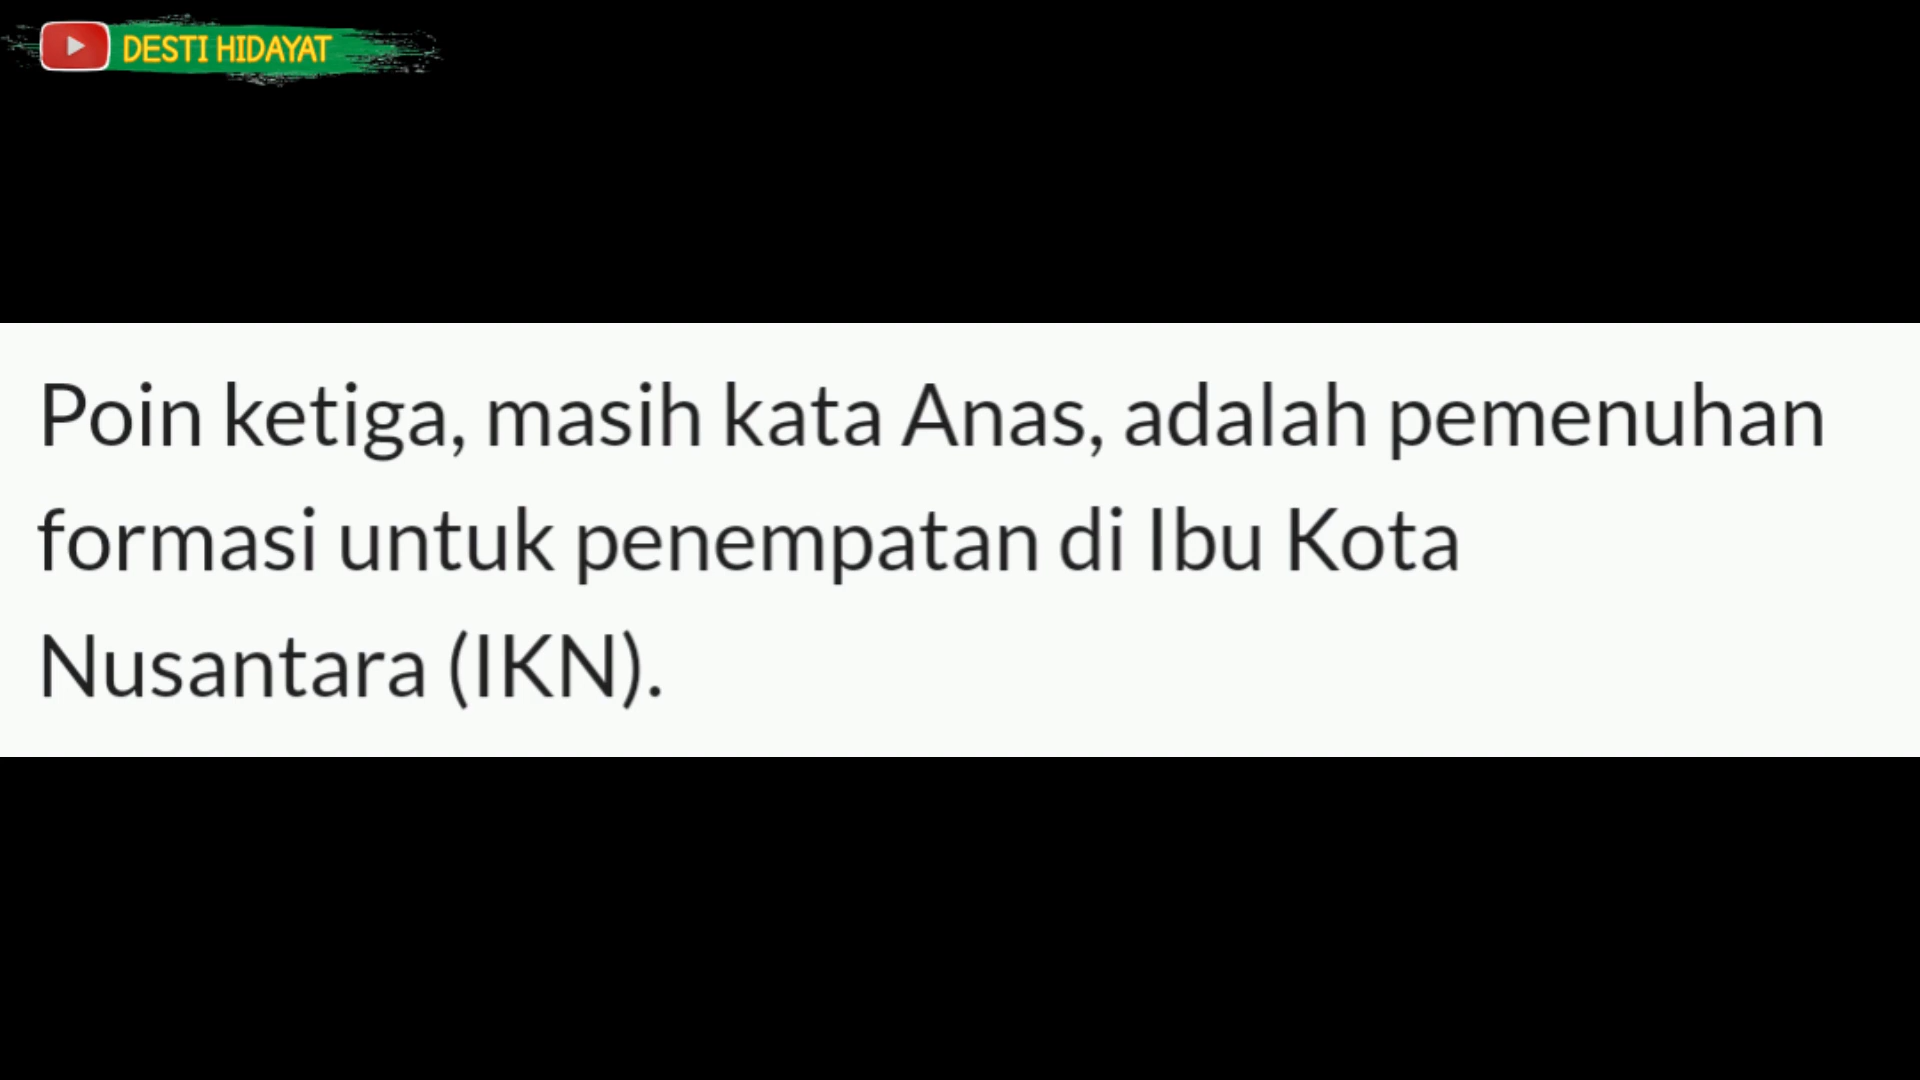 DESTI HIDAYAT
Poin ketiga, masih kata Anas, adalah pemenuhan
formasi untuk penempatan di Ibu Kota
Nusantara (IKN).